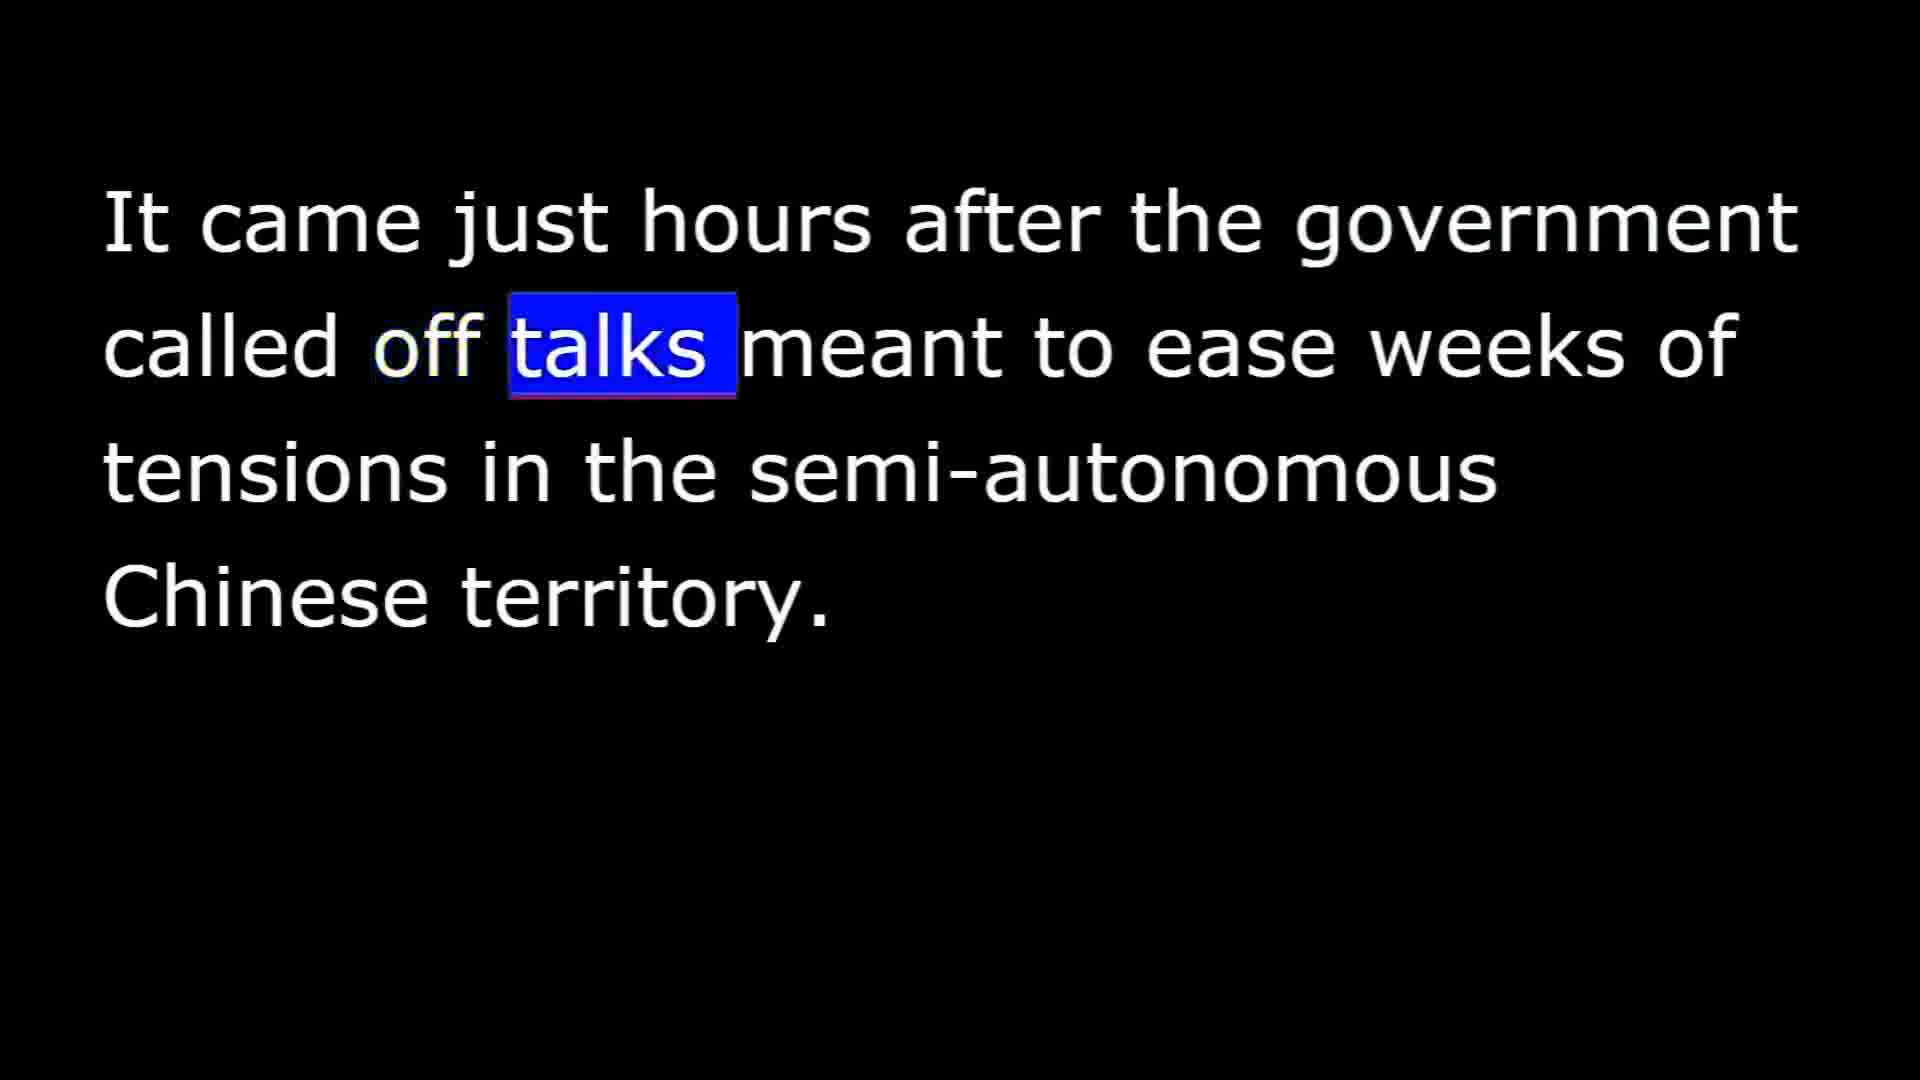 It came just hours after the government
called off talks meant to ease weeks of
tensions in the semi-autonomous
Chinese territory.